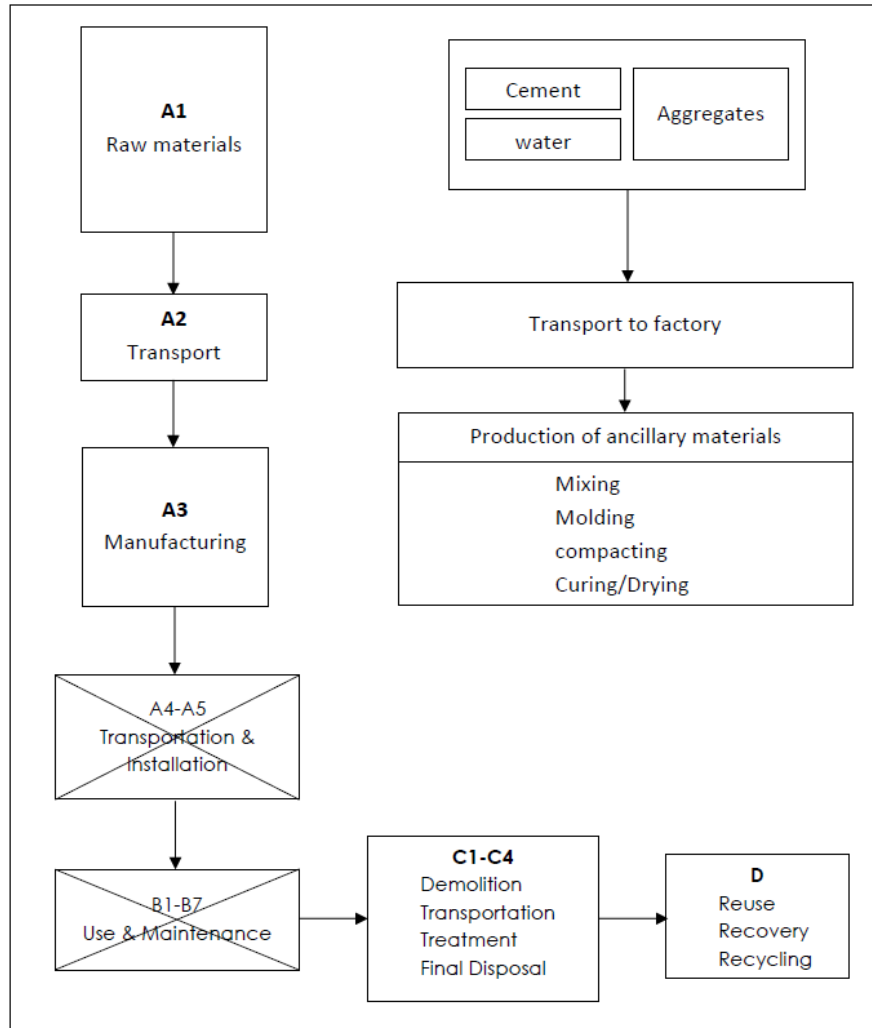 A1
Raw materials
Cement
water
Aggregates
A2
Transport
Transport to factory
A3
Manufacturing
Production of ancillary materials
Mixing
Molding
compacting
Curing/Drying
A4-A5
Transportation &
Installation
B1-B7
Use & Maintenance
C1-C4
Demolition
Transportation
Treatment
Final Disposal
D
Reuse
Recovery
Recycling